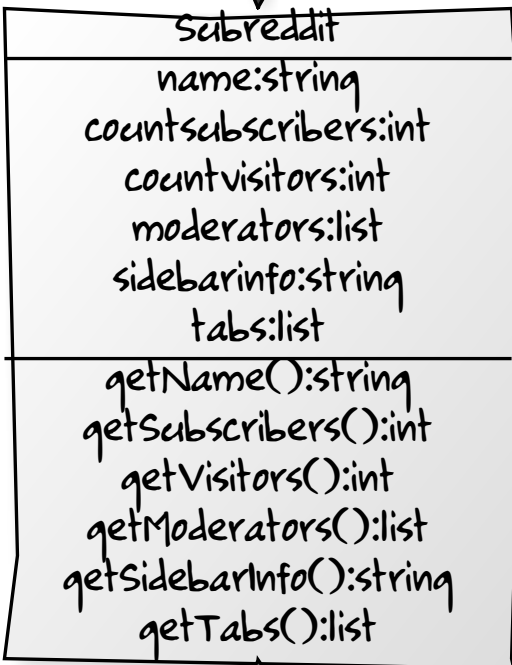 Subreddit
name:string
countsubscribers:int
countvisitors:int
moderators:list
sidebarinfo:string
tabs:list
getName():string
getSubscribers():int
getVisitors():int
getModerators():list
getSidebarInfo():string
getTabs():list